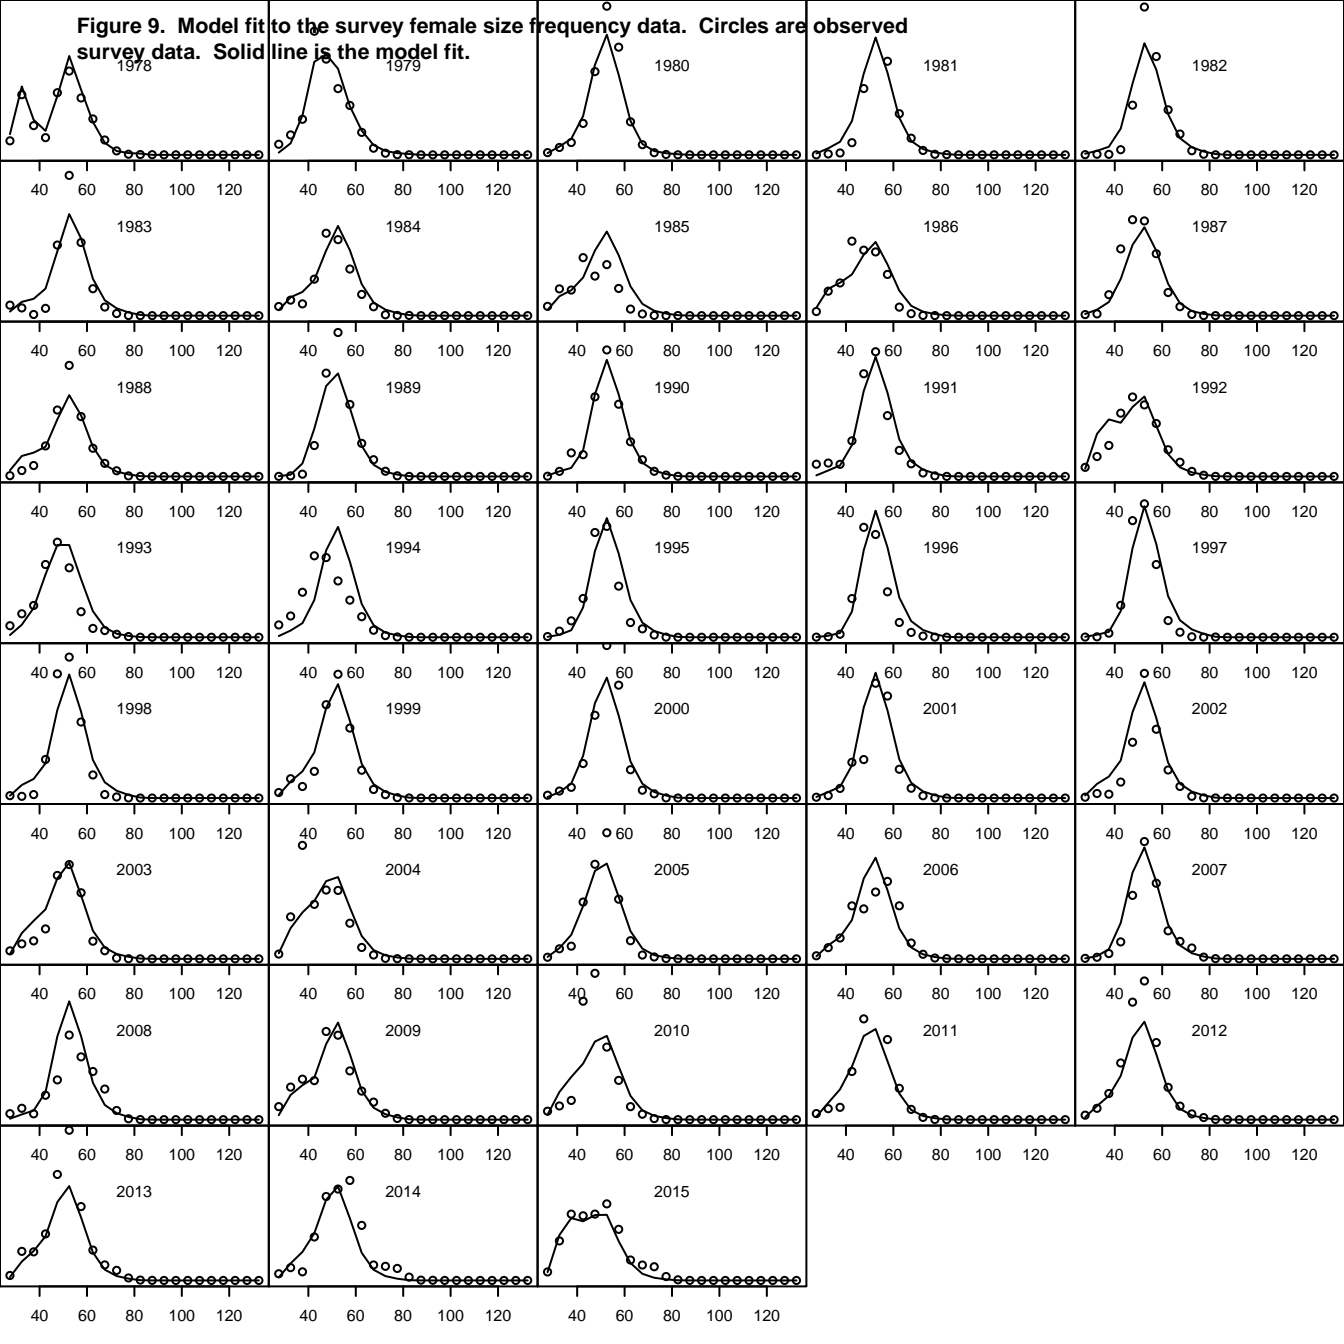 Figure 9. Model fit to the survey female size frequency data. Circles are observed
survey data. Solid line is the model fit.
1978 1979 1980 1981 1982
40 60 80 100 120 40 60 80 100 120 40 60 80 100 120 40 60 80 100 120 40 60 80 100 120
1983 1984 1985 1986 1987
40 60 80 100 120 40 60 80 100 120 40 60 80 100 120 40 60 80 100 120 40 60 80 100 120
1988 1989 1990 1991 1992
40 60 80 100 120 40 60 80 100 120 40 60 80 100 120 40 60 80 100 120 40 60 80 100 120
1993 1994 1995 1996 1997
40 60 80 100 120 40 60 80 100 120 40 60 80 100 120 40 60 80 100 120 40 60 80 100 120
1998 1999 2000 2001 2002
40 60 80 100 120 40 60 80 100 120 40 60 80 100 120 40 60 80 100 120 40 60 80 100 120
2003 2004 2005 2006 2007
40 60 80 100 120 40 60 80 100 120 40 60 80 100 120 40 60 80 100 120 40 60 80 100 120
2008 2009 2010 2011 2012
40 60 80 100 120 40 60 80 100 120 40 60 80 100 120 40 60 80 100 120 40 60 80 100 120
2013 2014 2015
40 60 80 100 120 40 60 80 100 120 40 60 80 100 120